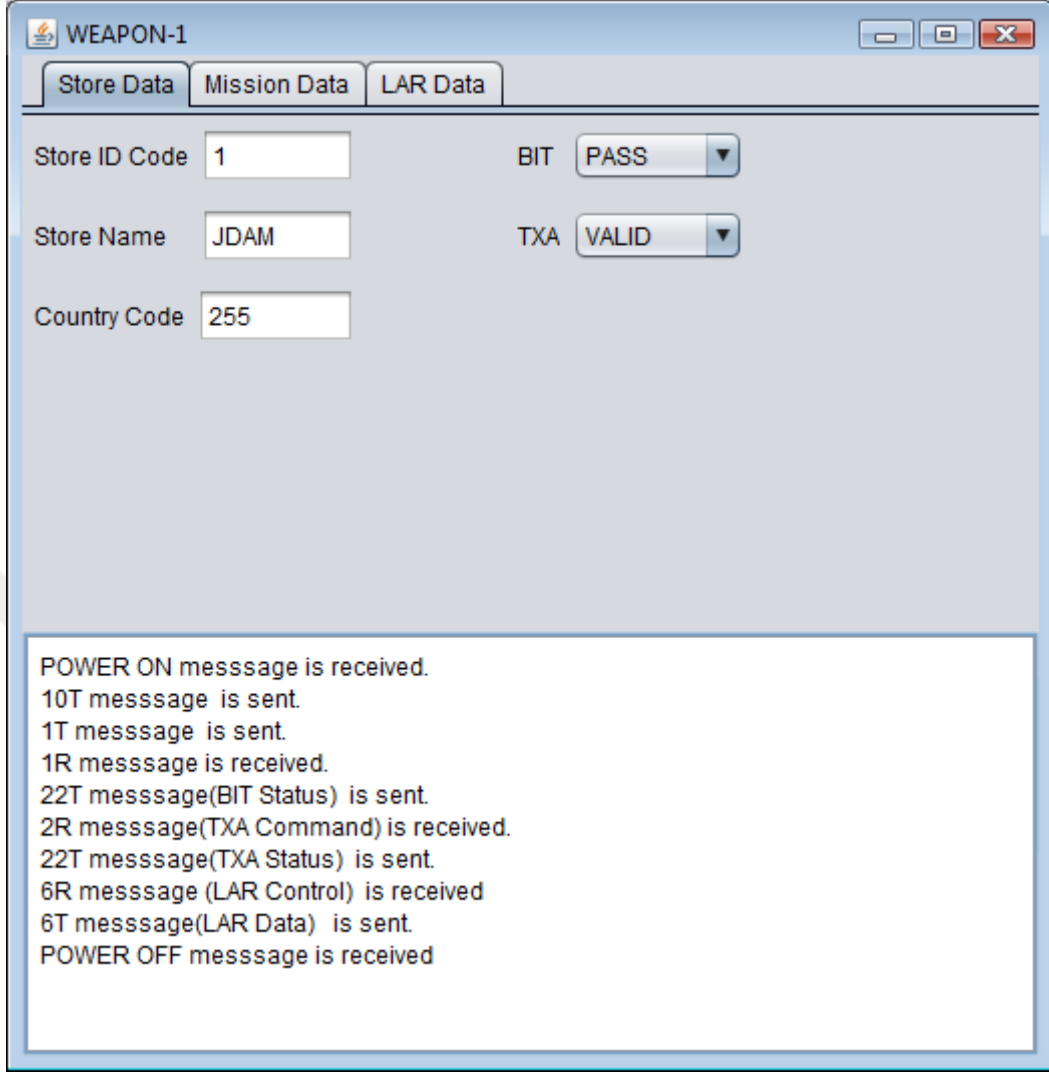 WEAPON-1
Store Data Mission Data LAR Data
Store ID Code 1 BIT PASS
Store Name JDAM TXA VALID
Country Code 255
POWER ON messsage is received.
10T messsage is sent.
1T messsage is sent.
1R messsage is received.
22T messsage(BIT Status) is sent.
2R messsage(TXA Command) is received.
22T messsage(TXA Status) is sent.
6R messsage (LAR Control) is received
6T messsage(LAR Data) is sent.
POWER OFF messsage is received